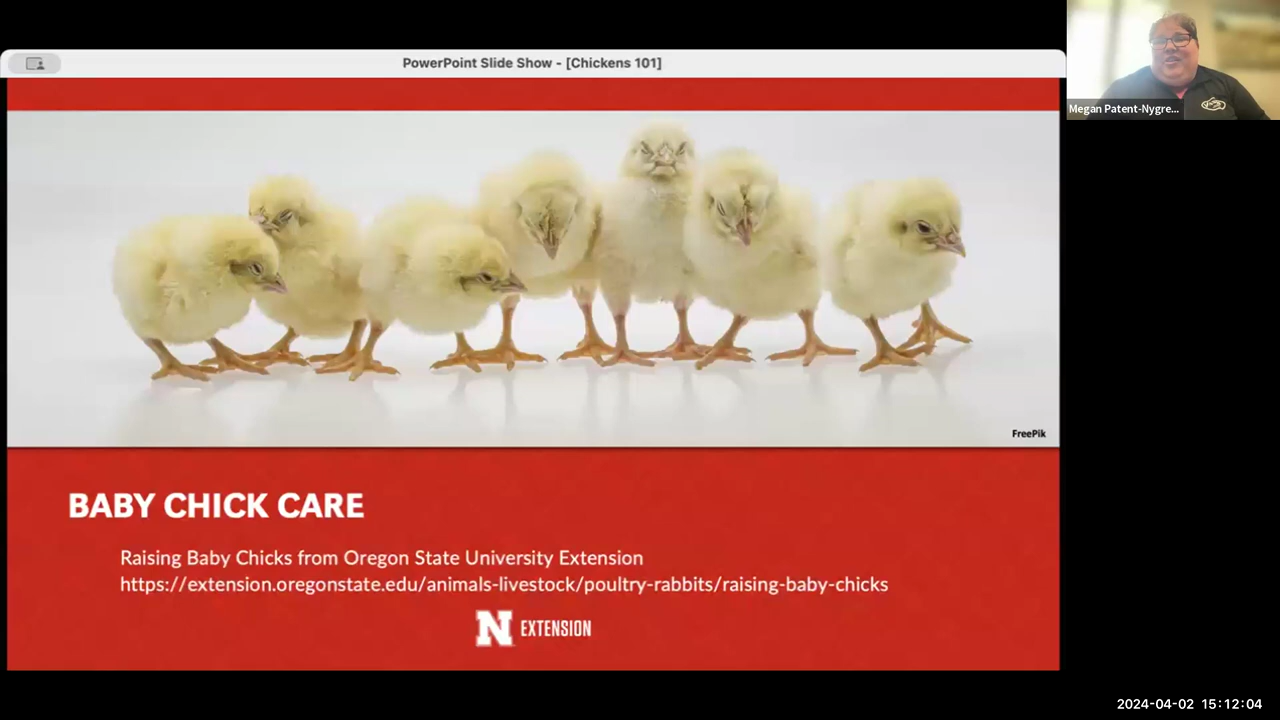 PowerPoint Slide Show - [Chickens 101]
Megan Patent-Nygre...
FreePik
BABY CHICK CARE
Raising Baby Chicks from Oregon State University Extension
https://extension.oregonstate.edu/animals-livestock/poultry-rabbits/raising-baby-chicks
N EXTENSION
2024-04-02 15:12:04